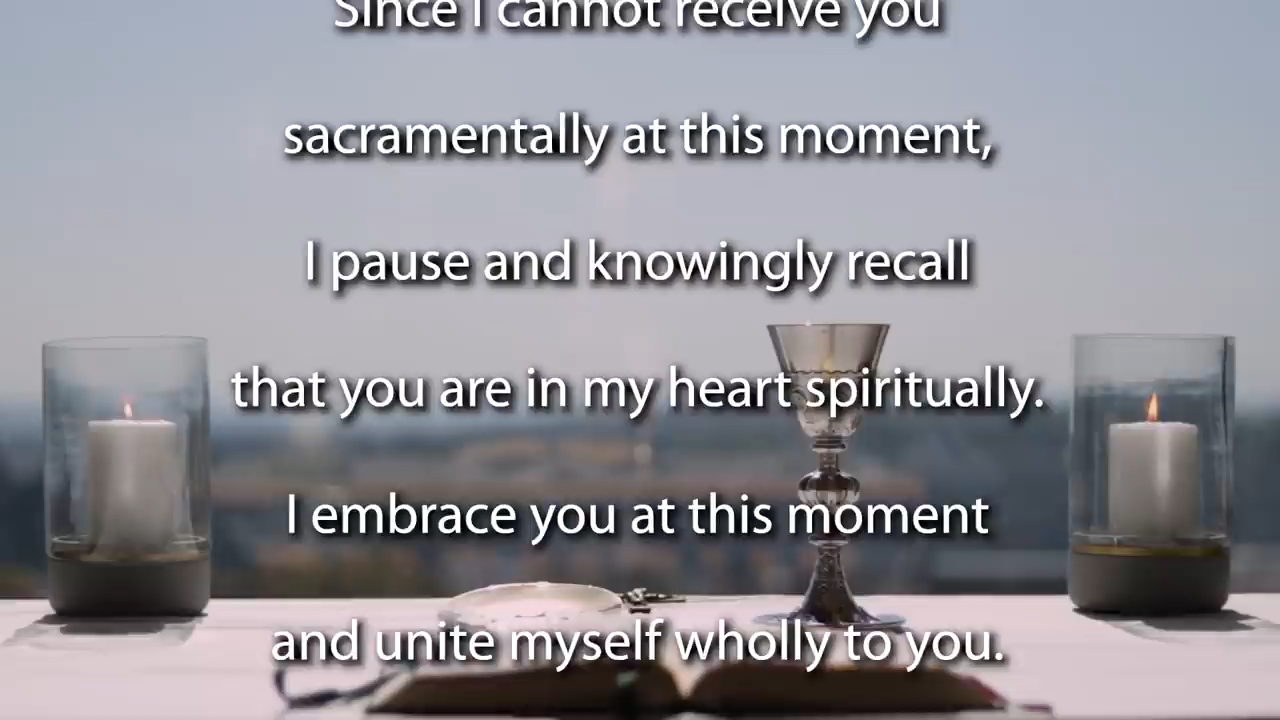 Since I cannot receive you
sacramentally at this moment,
I pause and knowingly recall
that you are in my heart spiritually.
I embrace you at this moment
and unite myself wholly to you.